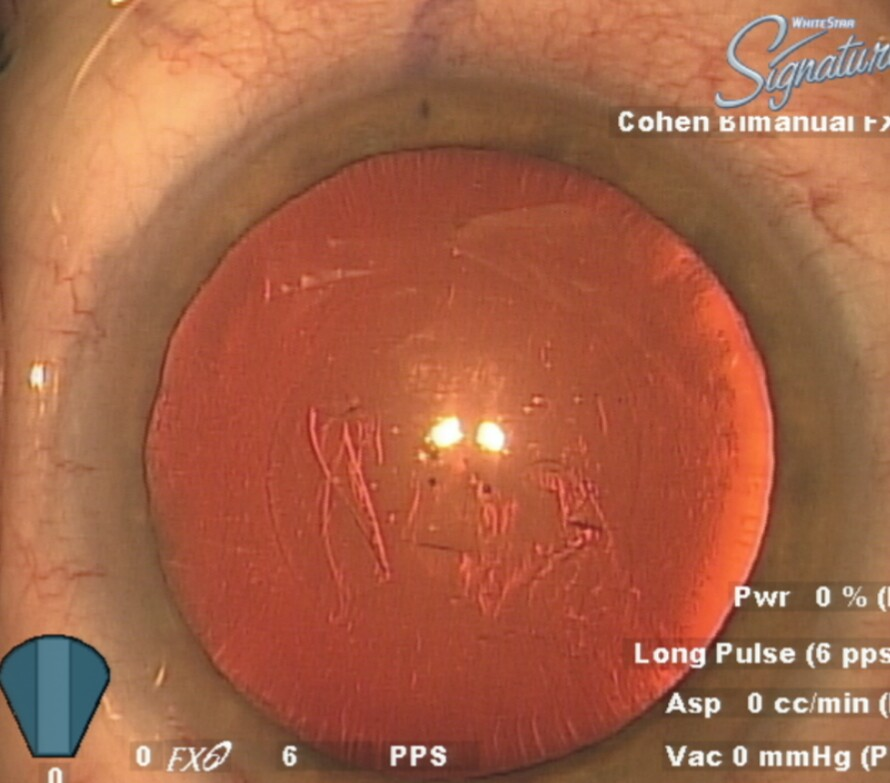 WHITESTAR
Signatur
Cohen Bimanual FX
Pwr 0 % (
Long Pulse (6 pps
Asp 0 cc/min (
Vac 0 mmHg (P
0 FX6 6 PPS
0